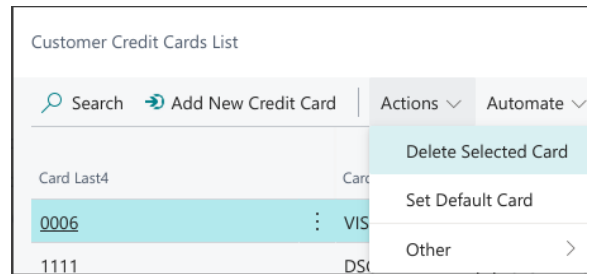 Customer Credit Cards List
Search Add New Credit Card Actions Automate
Delete Selected Card
Card Last4
Set Default Card
0006 VIS
Other
1111